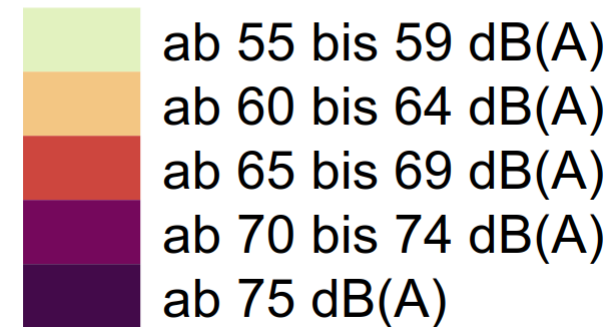 ab 55 bis 59 dB(A)
ab 60 bis 64 dB(A)
ab 65 bis 69 dB(A)
ab 70 bis 74 dB(A)
ab 75 dB(A)